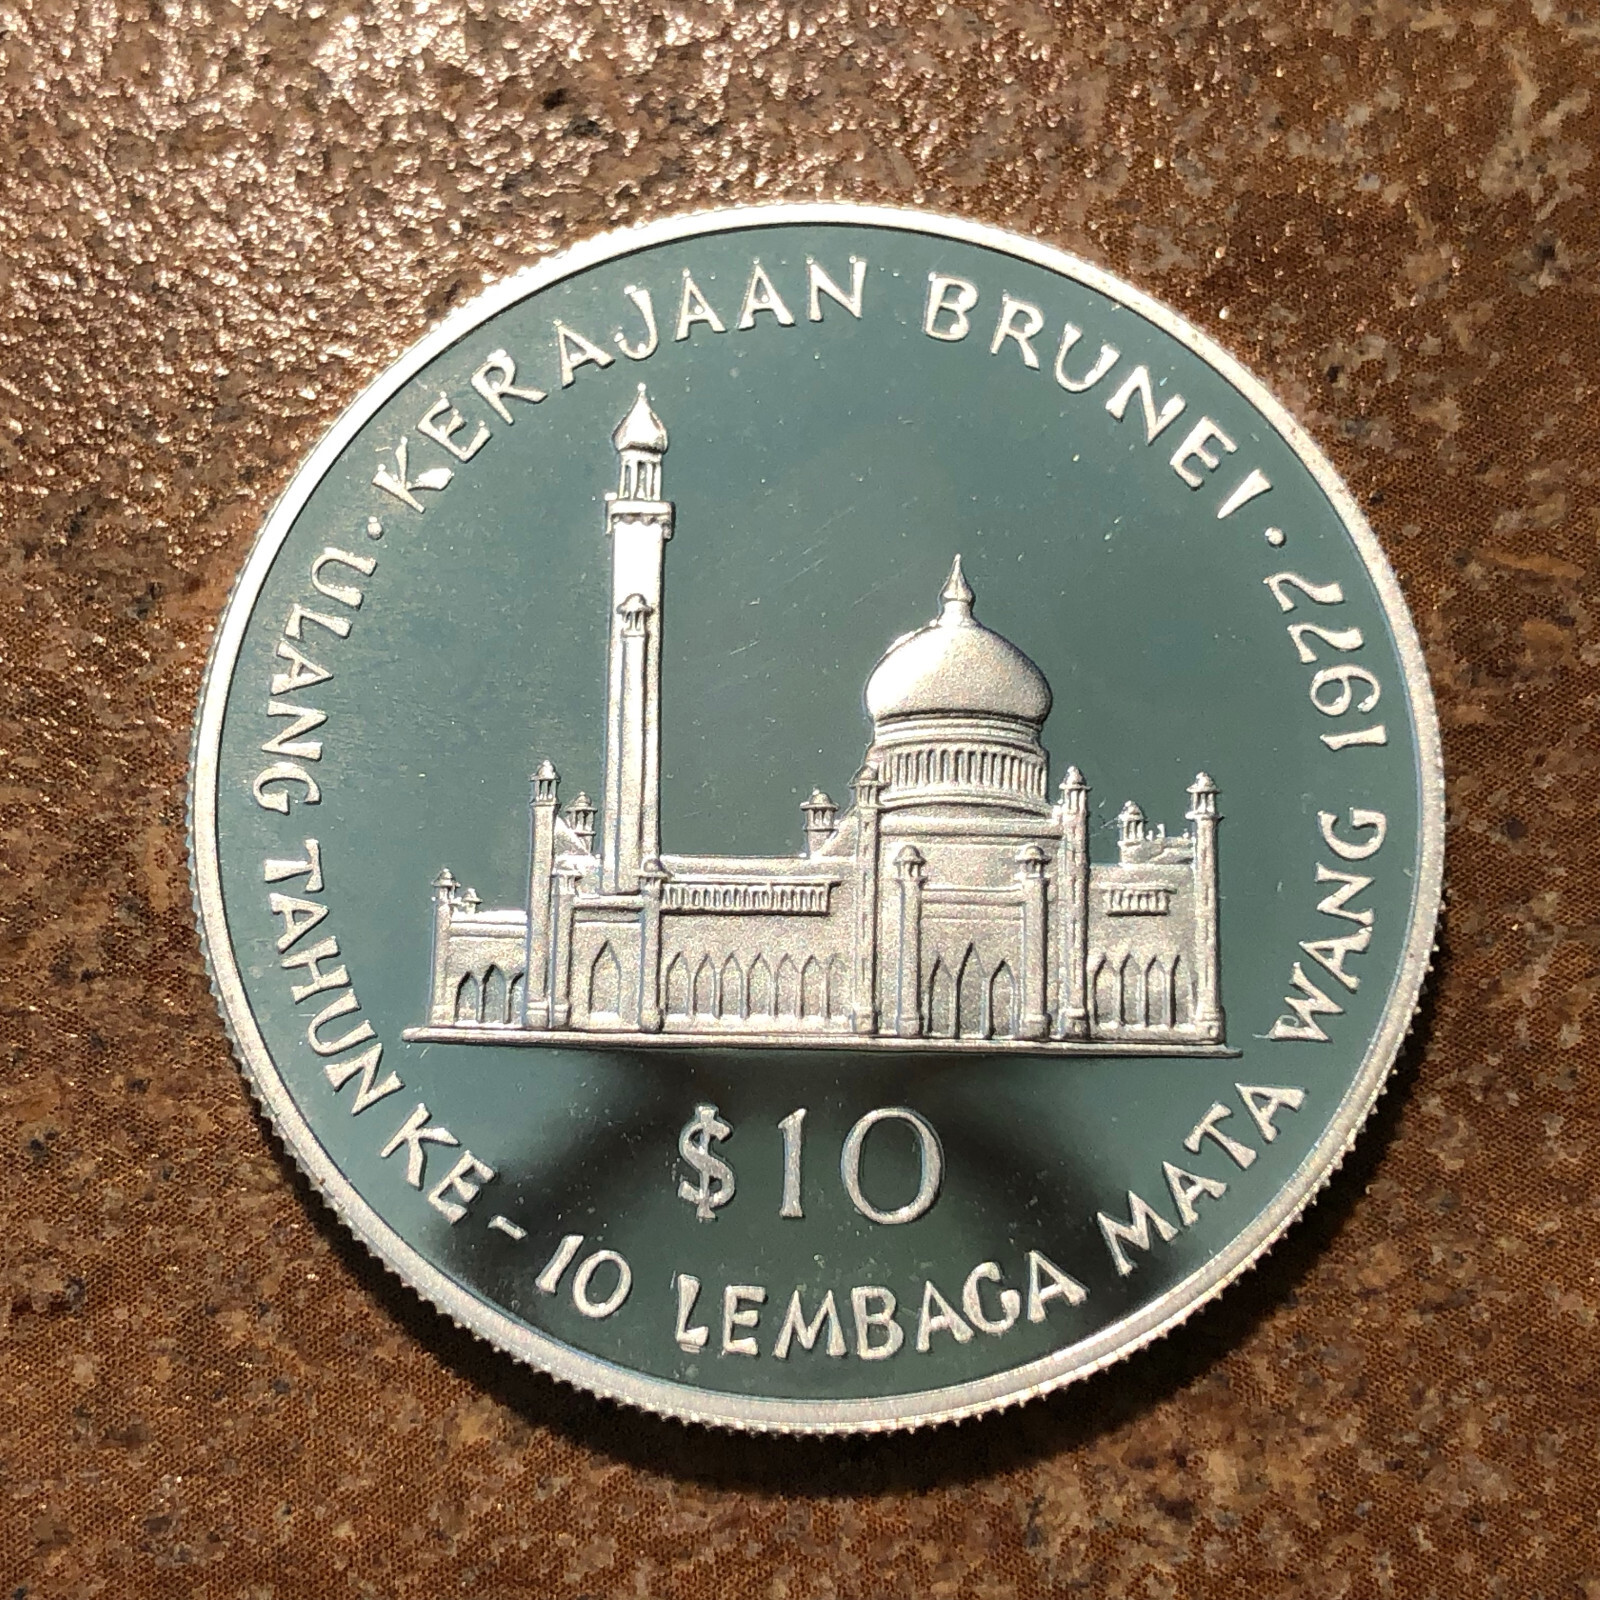 KERAJAAN BRUNEI
· ULANG TAHUN KE-10 LEMBAGA MATA WANG 1977 ·
$10